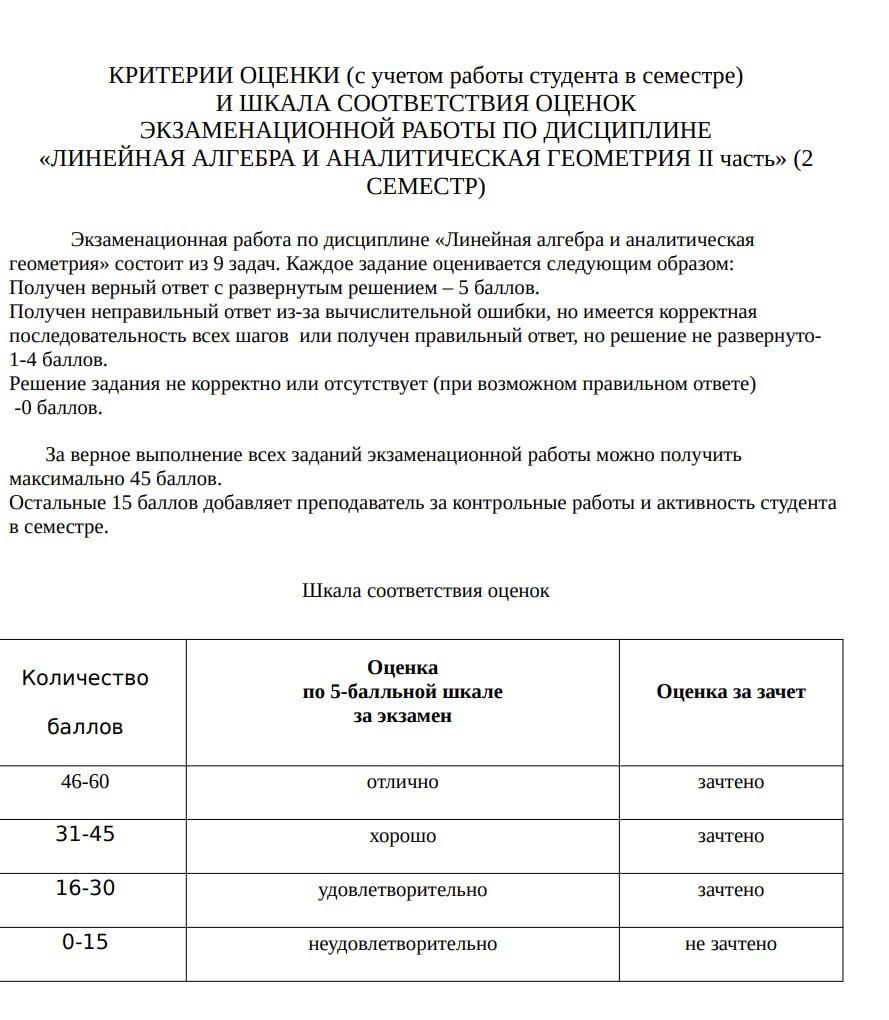 КРИТЕРИИ ОЦЕНКИ (с учетом работы студента в семестре)
И ШКАЛА СООТВЕТСТВИЯ ОЦЕНОК
ЭКЗАМЕНАЦИОННОЙ РАБОТЫ ПО ДИСЦИПЛИНЕ
«ЛИНЕЙНАЯ АЛГЕБРА И АНАЛИТИЧЕСКАЯ ГЕОМЕТРИЯ II часть» (2
СЕМЕСТР)
Экзаменационная работа по дисциплине «Линейная алгебра и аналитическая
геометрия» состоит из 9 задач. Каждое задание оценивается следующим образом:
Получен верный ответ с развернутым решением – 5 баллов.
Получен неправильный ответ из-за вычислительной ошибки, но имеется корректная
последовательность всех шагов  или получен правильный ответ, но решение не развернуто-
1-4 баллов.
Решение задания не корректно или отсутствует (при возможном правильном ответе)
-0 баллов.
За верное выполнение всех заданий экзаменационной работы можно получить
максимально 45 баллов.
Остальные 15 баллов добавляет преподаватель за контрольные работы и активность студента
в семестре.
Шкала соответствия оценок
Количество
баллов
Оценка
по 5-балльной шкале
за экзамен
Оценка за зачет
46-60 отлично зачтено
31-45 хорошо зачтено
16-30 удовлетворительно зачтено
0-15 неудовлетворительно не зачтено